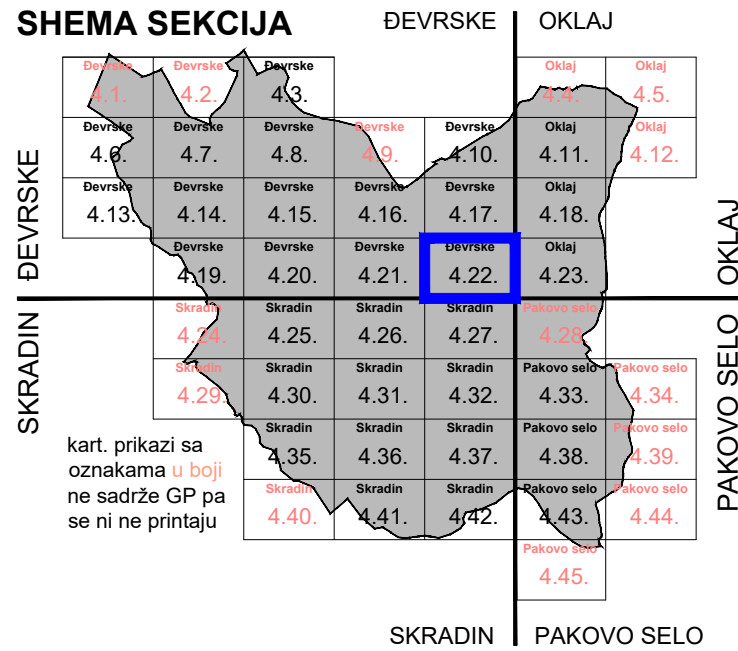 SHEMA SEKCIJA
ĐEVRSKE OKLAJ
Đevrske Đevrske Đevrske Oklaj Oklaj
4.1. 4.2. 4.3. 4.4. 4.5.
Đevrske Đevrske Đevrske Đevrske Đevrske Oklaj Oklaj
4.6. 4.7. 4.8. 4.9. 4.10. 4.11. 4.12.
Đevrske Đevrske Đevrske Đevrske Đevrske Oklaj
4.13. 4.14. 4.15. 4.16. 4.17. 4.18.
Đevrske Đevrske Đevrske Đevrske Oklaj
4.19. 4.20. 4.21. 4.22. 4.23.
ĐEVRSKE
OKLAJ
Skradin Skradin Skradin Skradin Pakovo selo
4.24. 4.25. 4.26. 4.27. 4.28.
Skradin Skradin Skradin Skradin Pakovo selo Pakovo selo
4.29. 4.30. 4.31. 4.32. 4.33. 4.34.
Skradin Skradin Skradin Pakovo selo Pakovo selo
4.35. 4.36. 4.37. 4.38. 4.39.
Skradin Skradin Skradin Pakovo selo Pakovo selo
4.40. 4.41. 4.42. 4.43. 4.44.
Pakovo selo
4.45.
SKRADIN
PAKOVO SELO
kart. prikazi sa
oznakama u boji
ne sadrže GP pa
se ni ne printaju
SKRADIN PAKOVO SELO